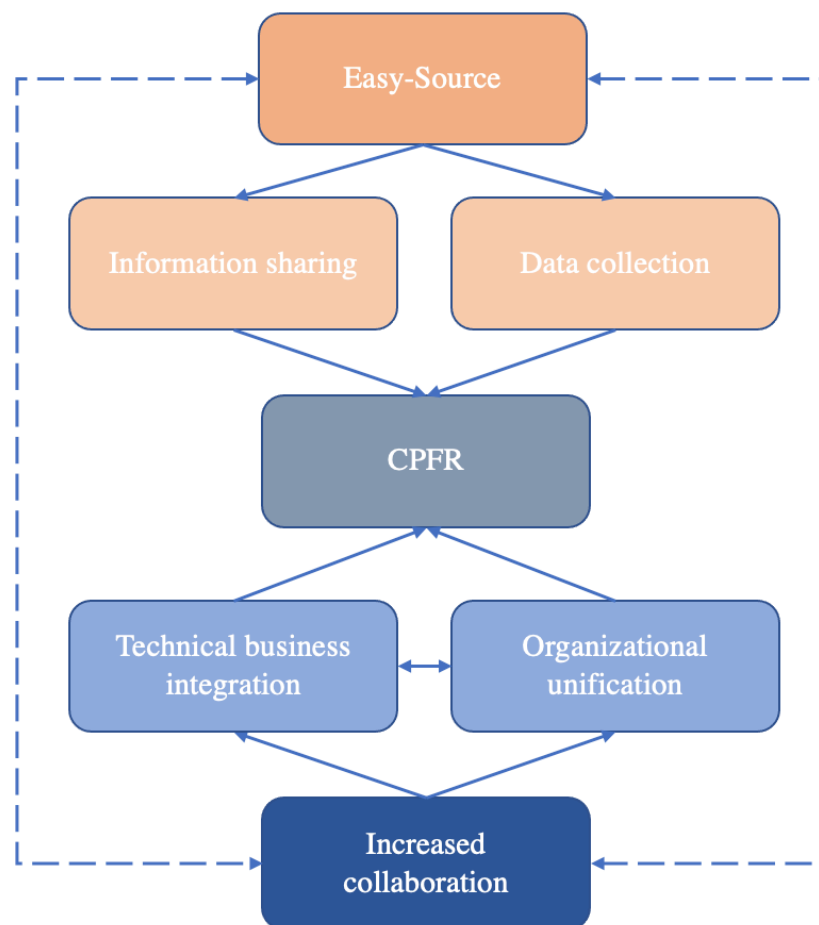 Easy-Source
Information sharing
Data collection
CPFR
Technical business
integration
Organizational
unification
Increased
collaboration